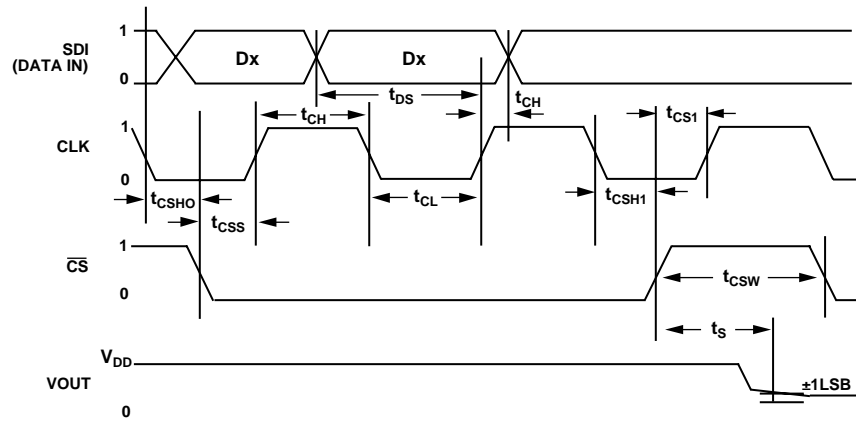 1
SDI
(DATA IN)
Dx
Dx
0
tDS
tCH
tCH
tCS1
1
CLK
0
tCSHO
tCSS
tCL
tCSH1
1
CS
0
tCSW
tS
VDD
VOUT
±1LSB
0